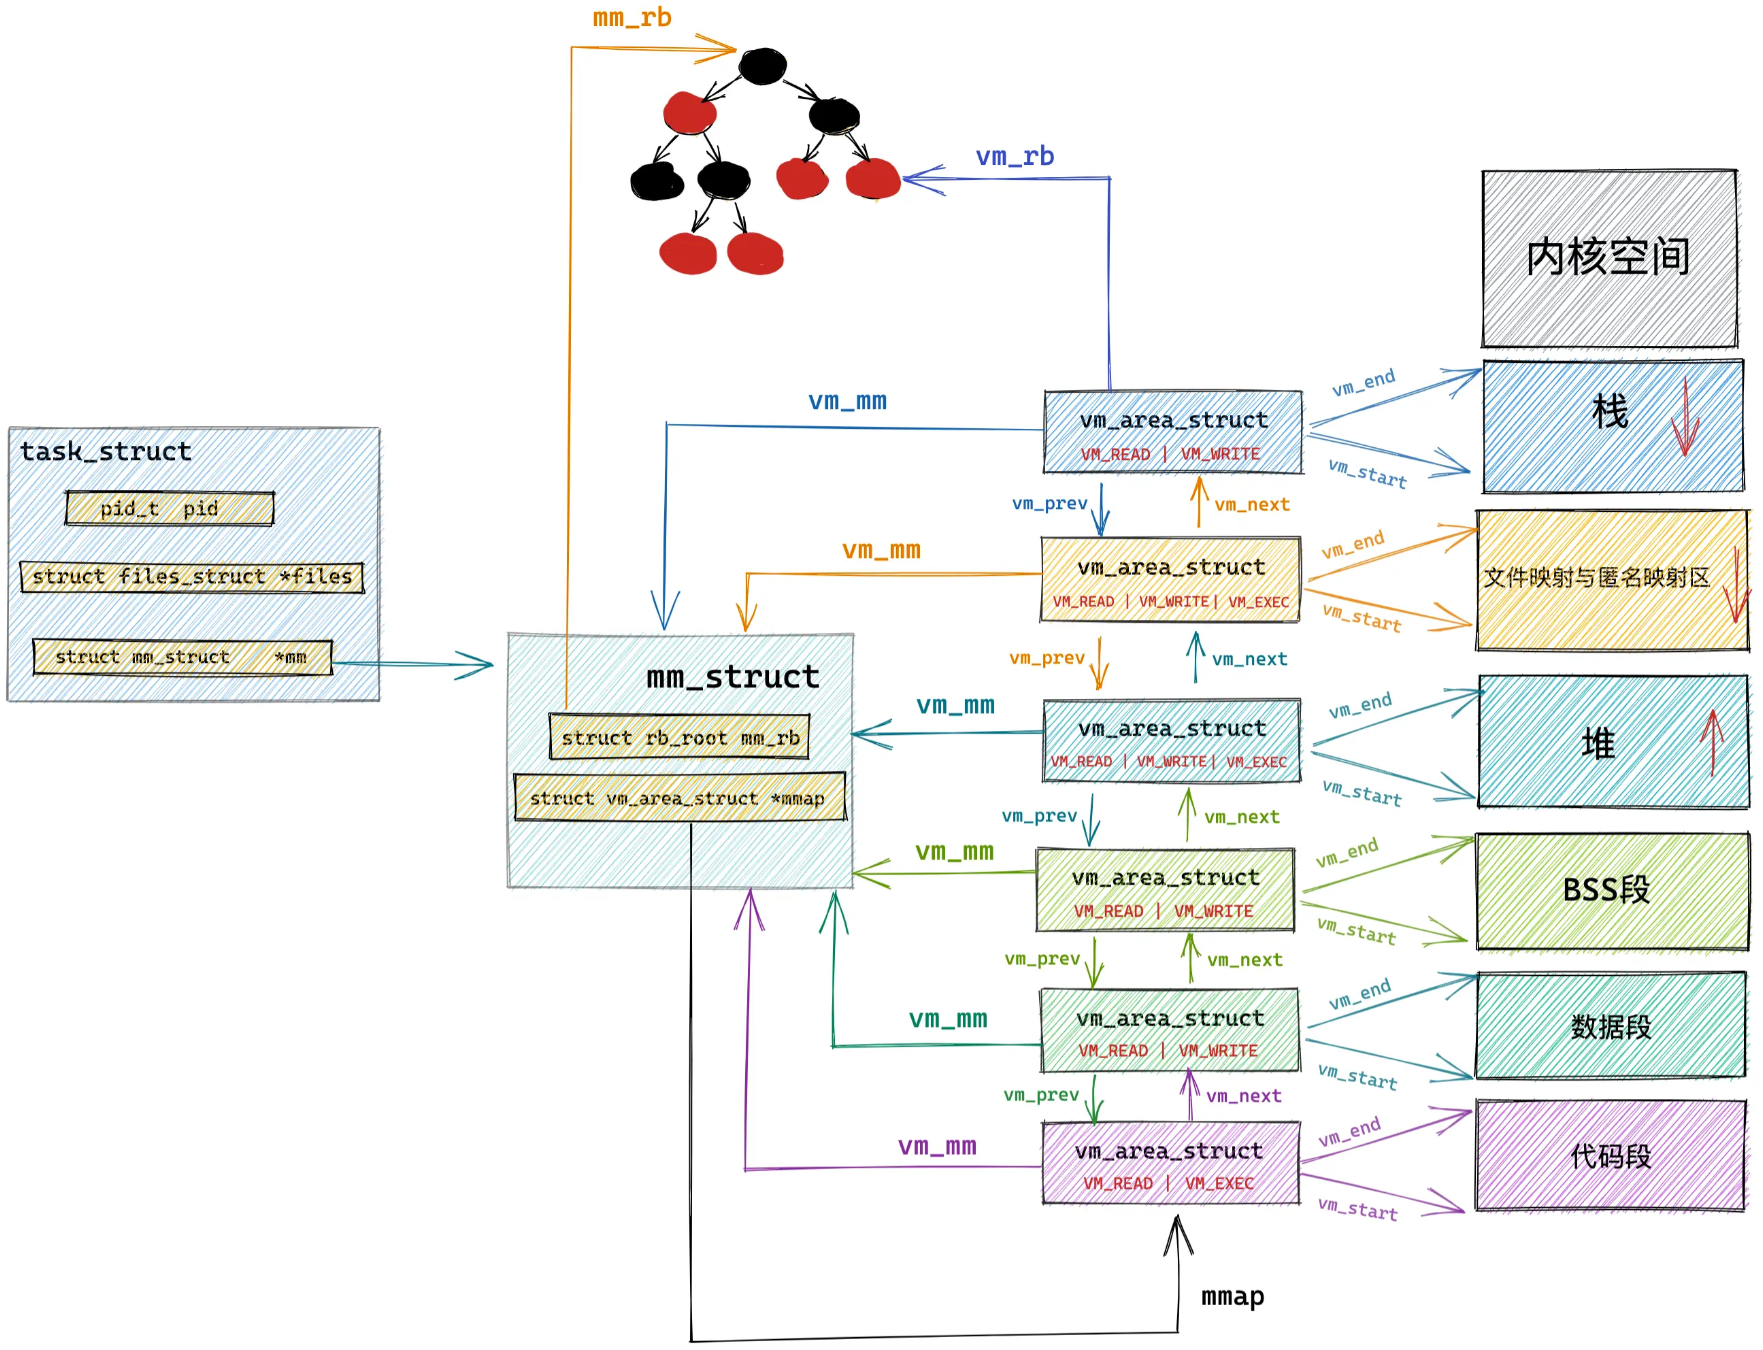 mm_rb
vm_rb
内核空间
task_struct
pid_t pid
struct files_struct *files
struct mm_struct *mm
mm_struct
struct rb_root mm_rb
struct vm_area_struct *mmap
vm_mm
vm_area_struct
VM_READ | VM_WRITE
vm_end
vm_start
栈
vm_prev
vm_next
vm_mm
vm_area_struct
VM_READ | VM_WRITE | VM_EXEC
vm_end
vm_start
文件映射与匿名映射区
vm_prev
vm_next
vm_mm
vm_area_struct
VM_READ | VM_WRITE | VM_EXEC
vm_end
vm_start
堆
vm_prev
vm_next
vm_mm
vm_area_struct
VM_READ | VM_WRITE
vm_end
vm_start
BSS段
vm_prev
vm_next
vm_mm
vm_area_struct
VM_READ | VM_WRITE
vm_end
vm_start
数据段
vm_prev
vm_next
vm_mm
vm_area_struct
VM_READ | VM_EXEC
vm_end
vm_start
代码段
mmap